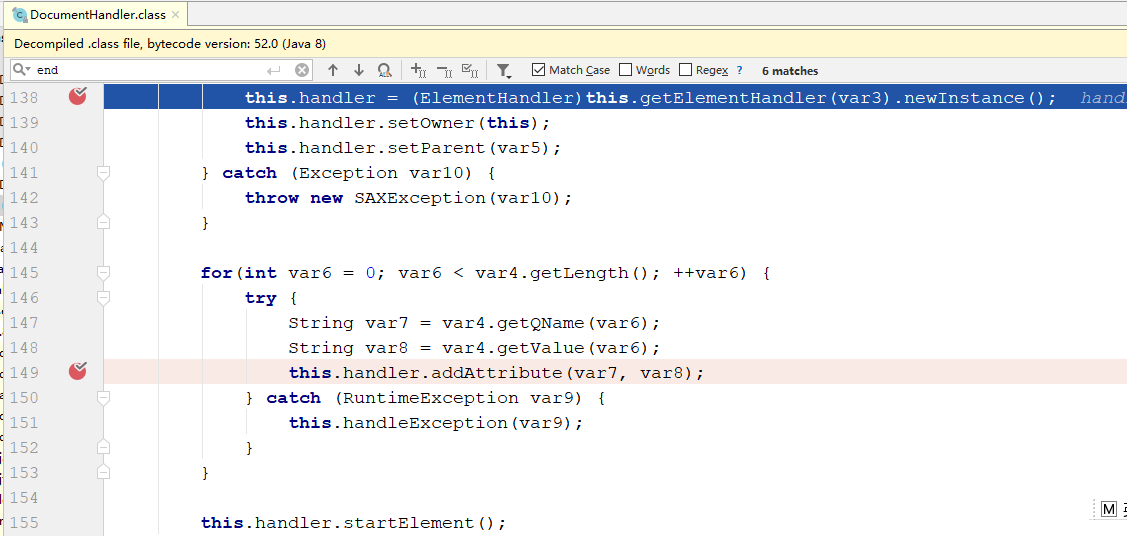 DocumentHandler.class
Decompiled .class file, bytecode version: 52.0 (Java 8)
end Match Case Words Regex ? 6 matches
138 this.handler = (ElementHandler)this.getElementHandler(var3).newInstance();
139 this.handler.setOwner(this);
140 this.handler.setParent(var5);
141 } catch (Exception var10) {
142 throw new SAXException(var10);
143 }
144
145 for(int var6 = 0; var6 < var4.getLength(); ++var6) {
146 try {
147 String var7 = var4.getQName(var6);
148 String var8 = var4.getValue(var6);
149 this.handler.addAttribute(var7, var8);
150 } catch (RuntimeException var9) {
151 this.handleException(var9);
152 }
153 }
154
155 this.handler.startElement();
M